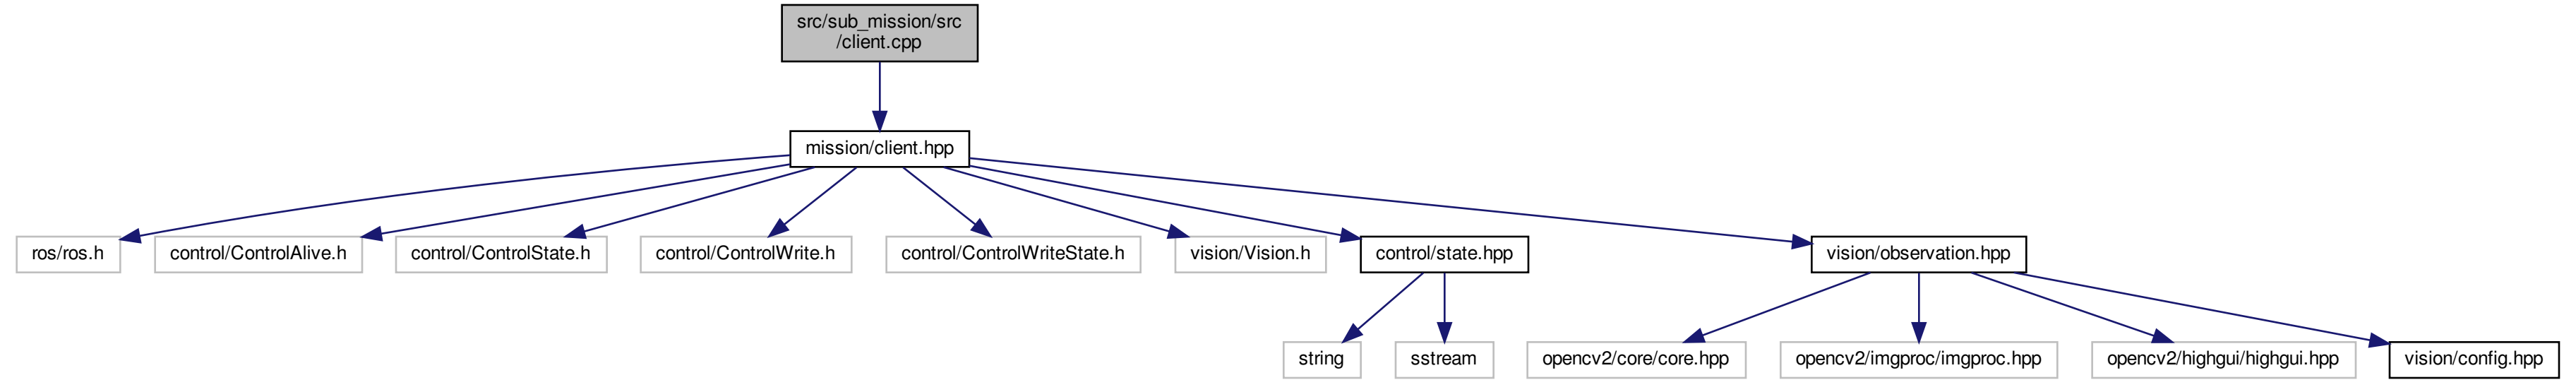 src/sub_mission/src
/client.cpp
mission/client.hpp
ros/ros.h
control/ControlAlive.h
control/ControlState.h
control/ControlWrite.h
control/ControlWriteState.h
vision/Vision.h
control/state.hpp
vision/observation.hpp
string
sstream
opencv2/core/core.hpp
opencv2/imgproc/imgproc.hpp
opencv2/highgui/highgui.hpp
vision/config.hpp